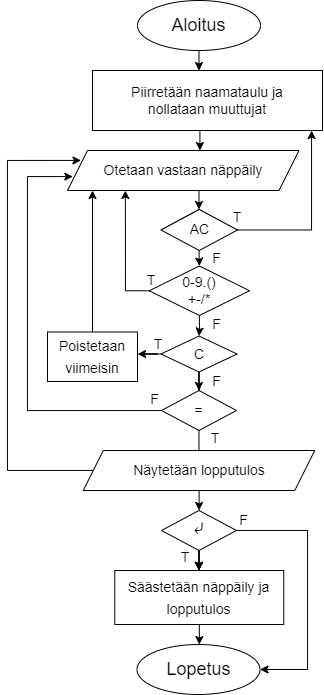 Aloitus
Piirretään naamataulu ja
nollataan muuttujat
Otetaan vastaan näppäily
AC
T
F
0-9.()
+-/*
T
F
C
T
Poistetaan
viimeisin
F
=
F
T
Näytetään lopputulos
↲
F
T
Säästetään näppäily ja
lopputulos
Lopetus